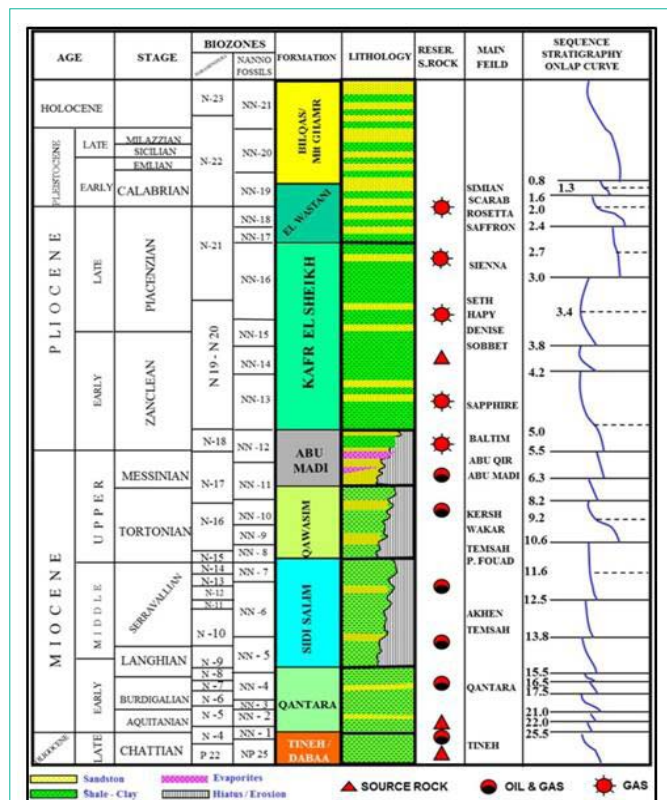 AGE STAGE BIOZONES FORMATION LITHOLOGY RESER. S.ROCK MAIN FEILD SEQUENCE STRATIGRAPHY ONLAP CURVE
NANNO FOSSILS
HOLOCENE
PLEISTOCENE
LATE
EARLY
PLIOCENE
LATE
EARLY
MIOCENE
UPPER
MIDDLE
EARLY
OLIGOCENE
LATE
MILAZZIAN
SICILIAN
EMLIAN
CALABRIAN
PIACENZIAN
ZANCLEAN
MESSINIAN
TORTONIAN
SERRAVALLIAN
LANGHIAN
BURDIGALIAN
AQUITANIAN
CHATTIAN
N-23
N-22
N-21
N19 - N20
N-18
N-17
N-16
N-15
N-14
N-13
N-12
N-11
N -10
N -9
N -8
N -7
N -6
N -5
N -4
P 22
NN-21
NN-20
NN-19
NN-18
NN-17
NN-16
NN-15
NN-14
NN-13
NN -12
NN -11
NN -10
NN -9
NN - 8
NN - 7
NN -6
NN - 5
NN -4
NN - 3
NN - 2
NN - 1
NP 25
BILQAS/
Mit GHAMR
EL WASTANI
KAFR EL SHEIKH
ABU
MADI
QAWASIM
SIDI SALIM
QANTARA
TINEH /
DABAA
SIMIAN
SCARAB
ROSETTA
SAFFRON
SIENNA
SETH
HAPY
DENISE
SOBBET
SAPPHIRE
BALTIM
ABU QIR
ABU MADI
KERSH
WAKAR
TEMSAH
P. FOUAD
AKHEN
TEMSAH
QANTARA
TINEH
0.8
1.3
1.6
2.0
2.4
2.7
3.0
3.4
3.8
4.2
5.0
5.5
6.3
8.2
9.2
10.6
11.6
12.5
13.8
15.5
16.5
17.5
21.0
22.0
25.5
Sandston Evaporites
Shale - Clay Hiatus / Erosion
SOURCE ROCK OIL & GAS GAS